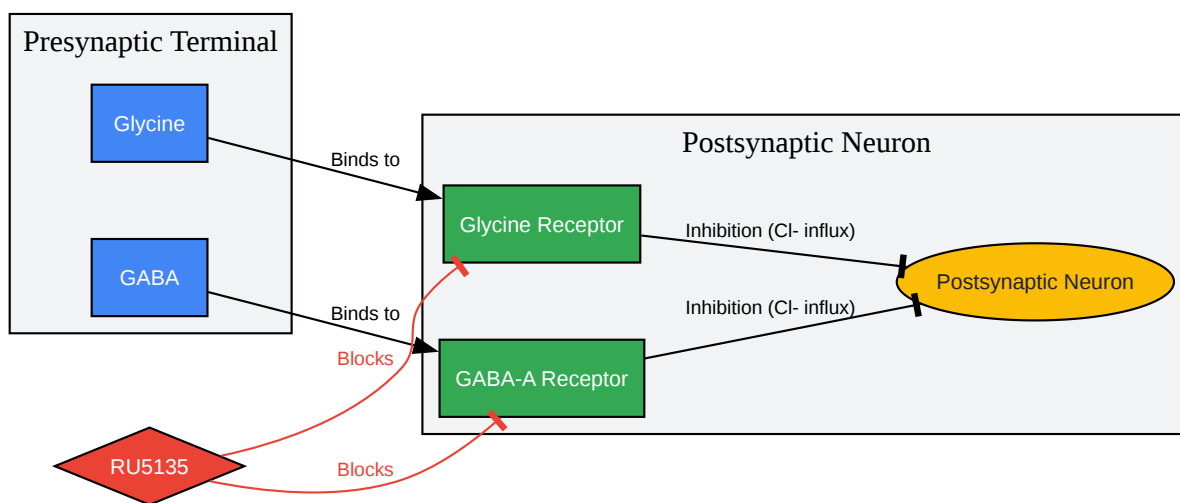 Presynaptic Terminal
Glycine
GABA
Binds to
Binds to
Blocks
Blocks
RU5135
Postsynaptic Neuron
Glycine Receptor
GABA-A Receptor
Inhibition (Cl- influx)
Inhibition (Cl- influx)
Postsynaptic Neuron